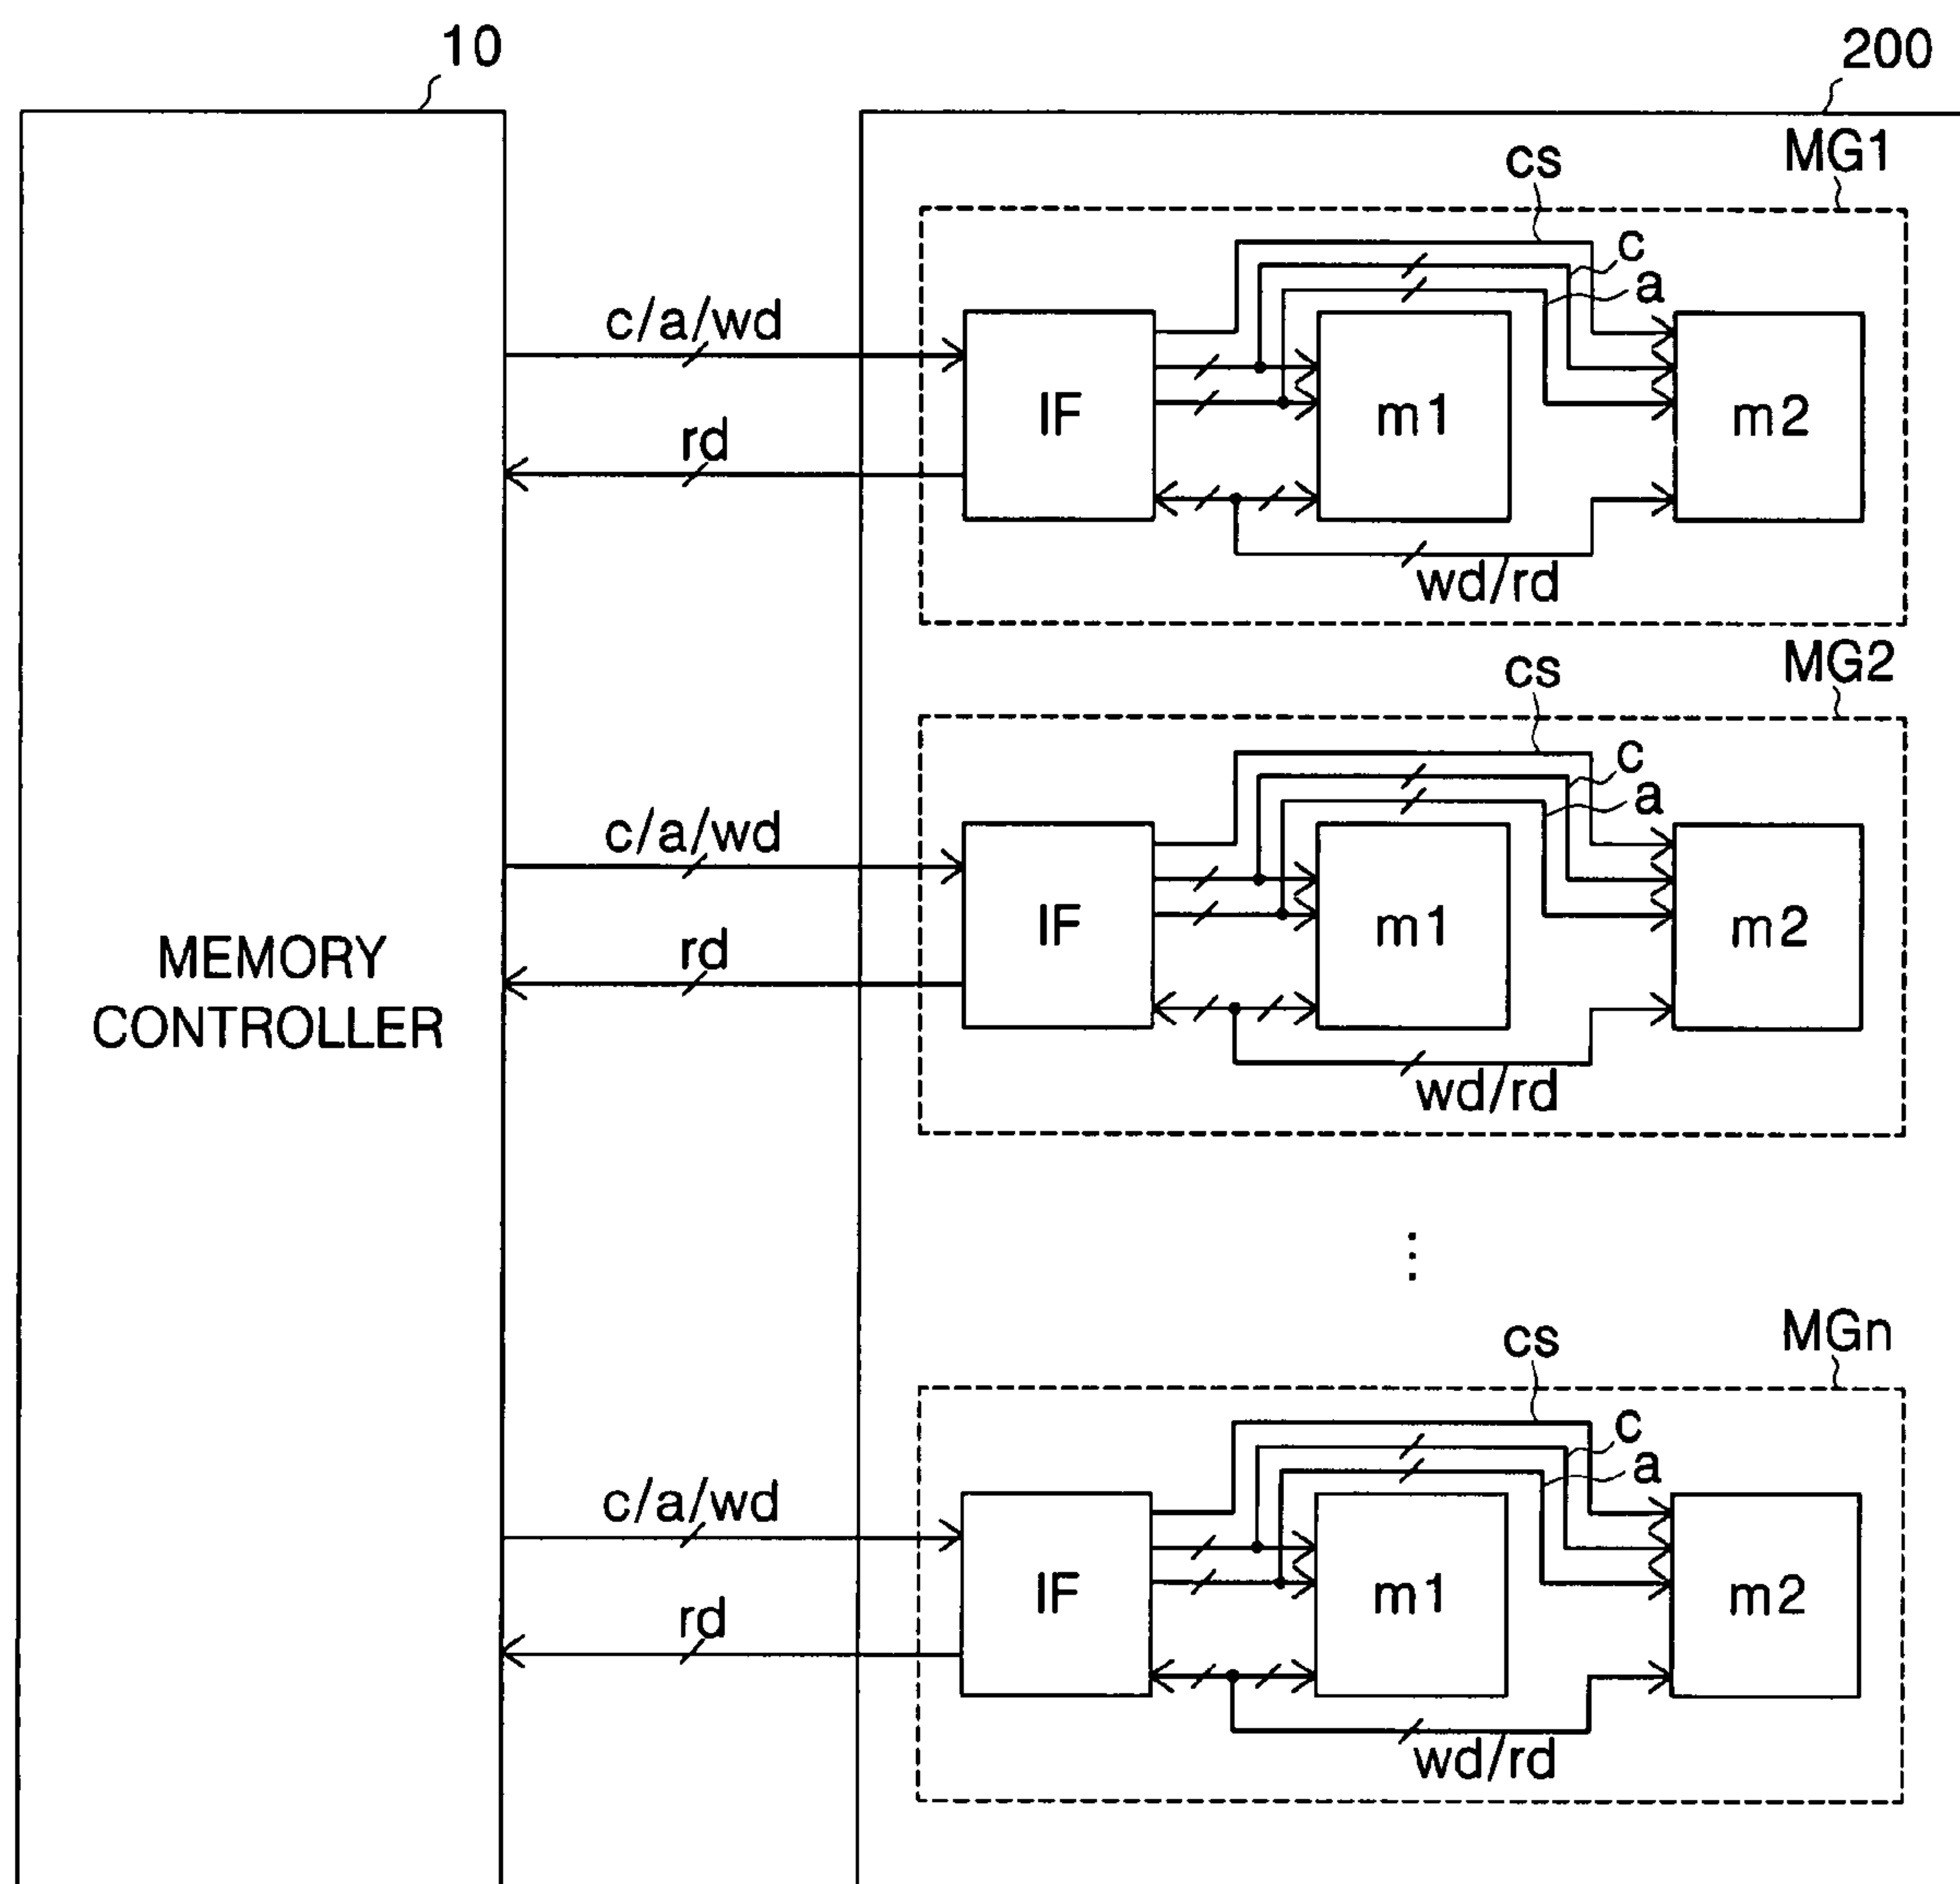 10
200
MG1
cs
c
a
c/a/wd
IF
m1
m2
rd
wd/rd
MG2
cs
c
a
c/a/wd
IF
m1
m2
rd
wd/rd
MEMORY
CONTROLLER
MGn
cs
c
a
c/a/wd
IF
m1
m2
rd
wd/rd